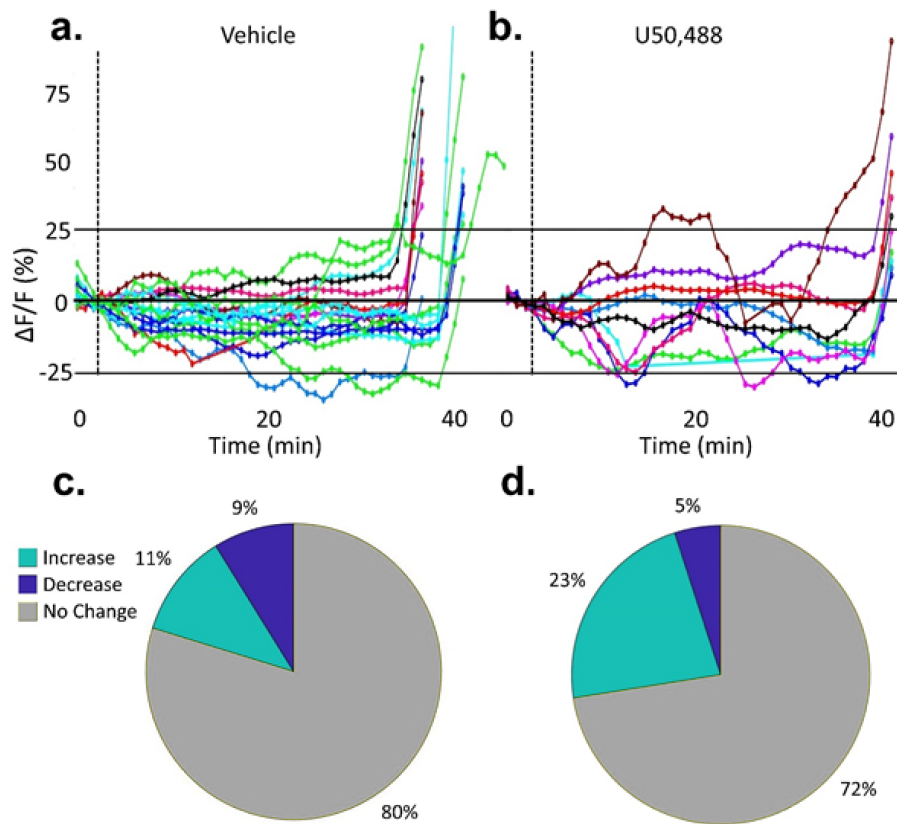 a. Vehicle
b. U50,488
75
50
25
0
-25
ΔF/F (%)
0 20 40
Time (min)
0 20 40
Time (min)
c.
d.
Increase
Decrease
No Change
9%
11%
80%
5%
23%
72%